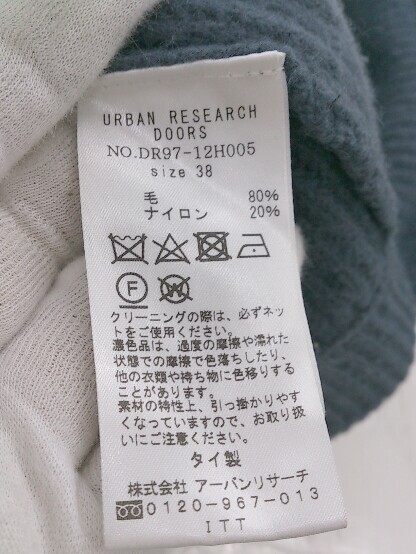 URBAN RESEARCH
DOORS
NO.DR97-12H005
size 38
毛 80%
ナイロン 20%
F
W
クリーニングの際は、必ずネッ
トをご使用ください。
濃色品は、過度の摩擦や濡れた
状態での摩擦で色落ちしたり、
他の衣類や持ち物に色移りする
ことがあります。
素材の特性上、引っ掛かりやす
くなっていますので、お取り扱
いにご注意ください。
タイ製
株式会社 アーバンリサーチ
0120-967-013
ITT